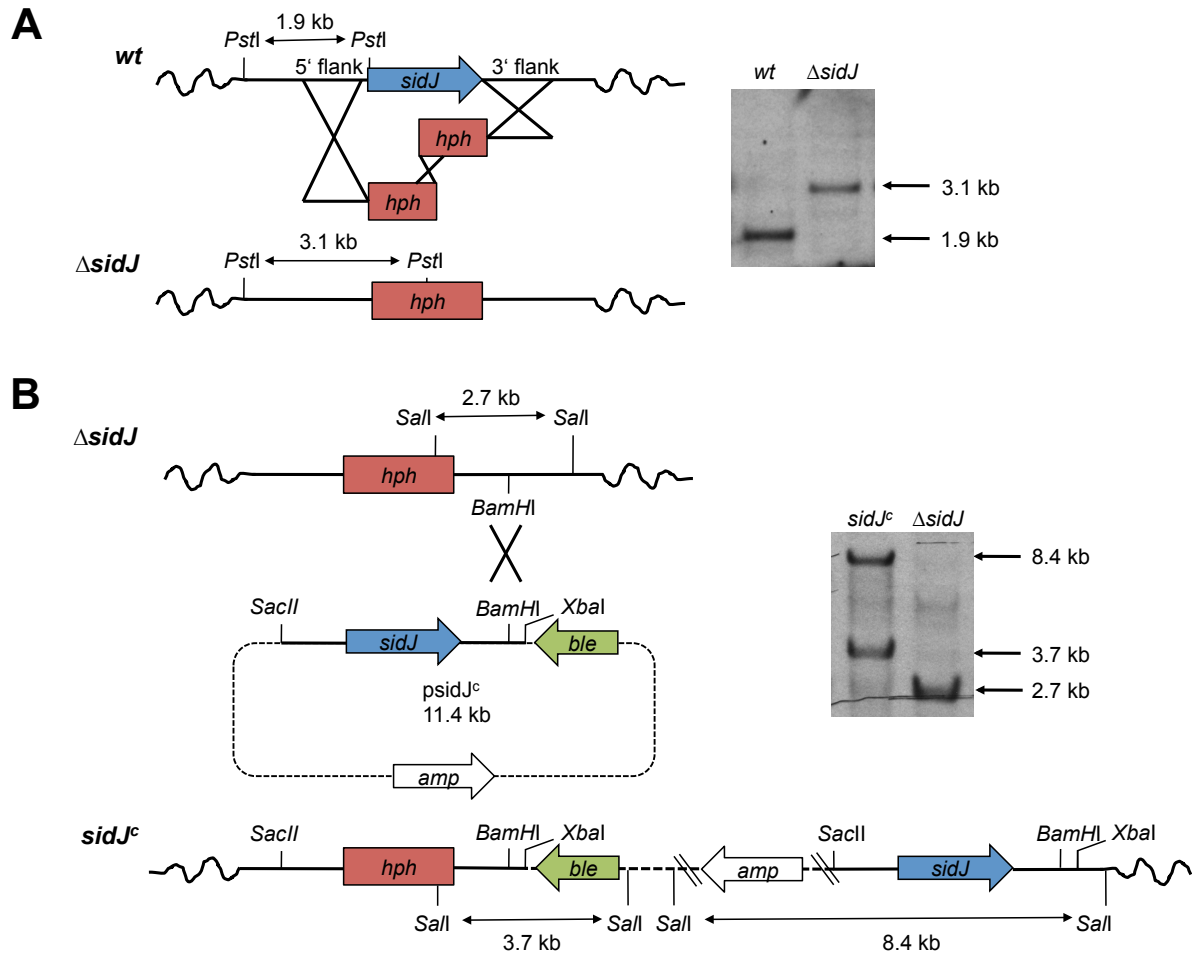 A
1.9 kb
PstI PstI
wt
5‘ flank 3‘ flank
sidJ
hph
hph
3.1 kb
PstI PstI
ΔsidJ
hph
wt ΔsidJ
3.1 kb
1.9 kb
B
2.7 kb
SalI SalI
ΔsidJ
hph
BamHI
SacII BamHI XbaI
sidJ ble
psidJᶜ
11.4 kb
amp
sidJᶜ ΔsidJ
8.4 kb
3.7 kb
2.7 kb
sidJᶜ
SacII BamHI XbaI SacII BamHI XbaI
hph ble amp sidJ
SalI SalI SalI SalI
3.7 kb 8.4 kb